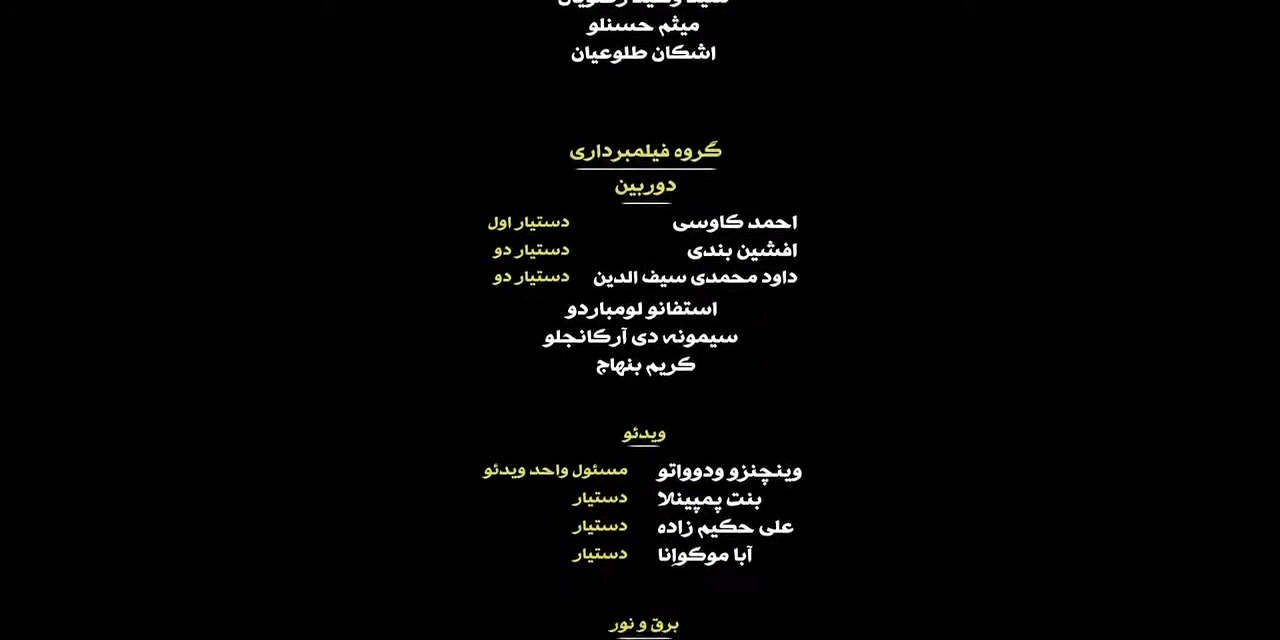 میثم حسنلو
اشکان طلوعیان
گروه فیلمبرداری
دوربین
احمد کاوسی دستیار اول
افشین بندی دستیار دو
داود محمدی سیف الدین دستیار دو
استفانو لومباردو
سیمونه دی آرکانجلو
کریم بنهاج
ویدئو
وینچنزو ودوواتو مسئول واحد ویدئو
بنت پمپینلا دستیار
علی حکیم زاده دستیار
آبا موکوانا دستیار
برق و نور